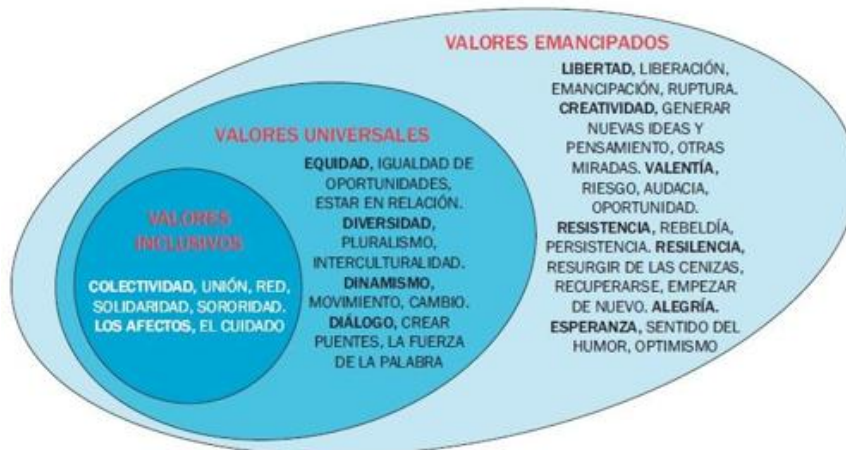 VALORES EMANCIPADOS
LIBERTAD, LIBERACIÓN,
EMANCIPACIÓN, RUPTURA.
CREATIVIDAD, GENERAR
NUEVAS IDEAS Y
PENSAMIENTO, OTRAS
MIRADAS. VALENTÍA,
RIESGO, AUDACIA,
OPORTUNIDAD.
RESISTENCIA, REBELDÍA,
PERSISTENCIA. RESILENCIA,
RESURGIR DE LAS CENIZAS,
RECUPERARSE, EMPEZAR
DE NUEVO. ALEGRÍA.
ESPERANZA, SENTIDO DEL
HUMOR, OPTIMISMO
VALORES UNIVERSALES
EQUIDAD, IGUALDAD DE
OPORTUNIDADES,
ESTAR EN RELACIÓN.
DIVERSIDAD,
PLURALISMO,
INTERCULTURALIDAD.
DINAMISMO,
MOVIMIENTO, CAMBIO.
DIÁLOGO, CREAR
PUENTES, LA FUERZA
DE LA PALABRA
VALORES
INCLUSIVOS
COLECTIVIDAD, UNIÓN, RED,
SOLIDARIDAD, SORORIDAD.
LOS AFECTOS, EL CUIDADO